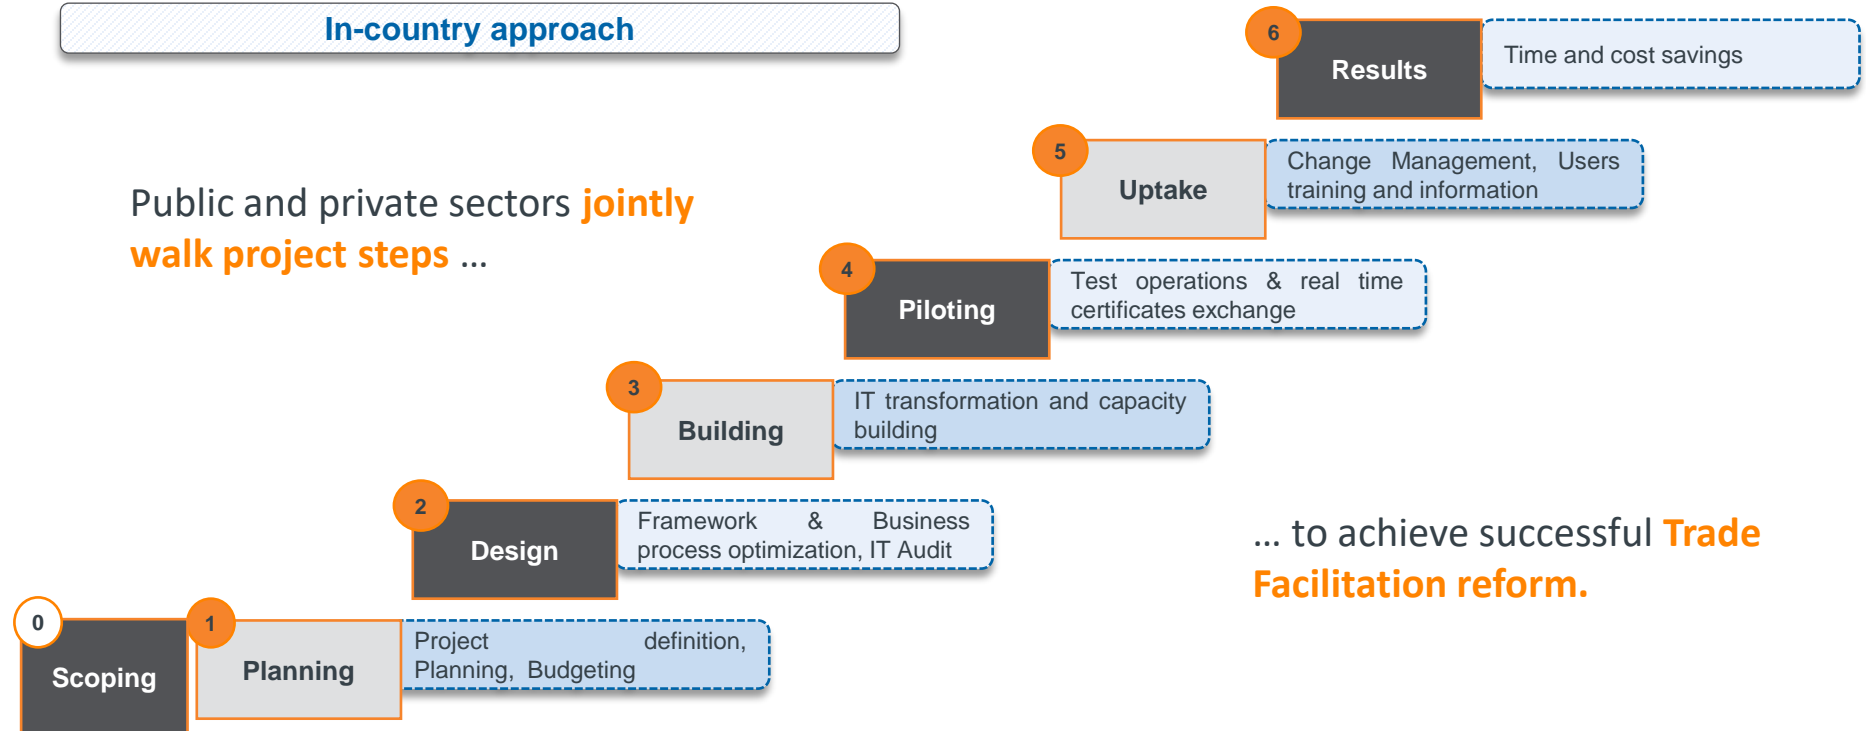 In-country approach
6
Results
Time and cost savings
5
Uptake
Change Management, Users
training and information
Public and private sectors jointly
walk project steps ...
4
Piloting
Test operations & real time
certificates exchange
3
Building
IT transformation and capacity
building
2
Design
Framework & Business
process optimization, IT Audit
... to achieve successful Trade
Facilitation reform.
0
Scoping
1
Planning
Project definition,
Planning, Budgeting